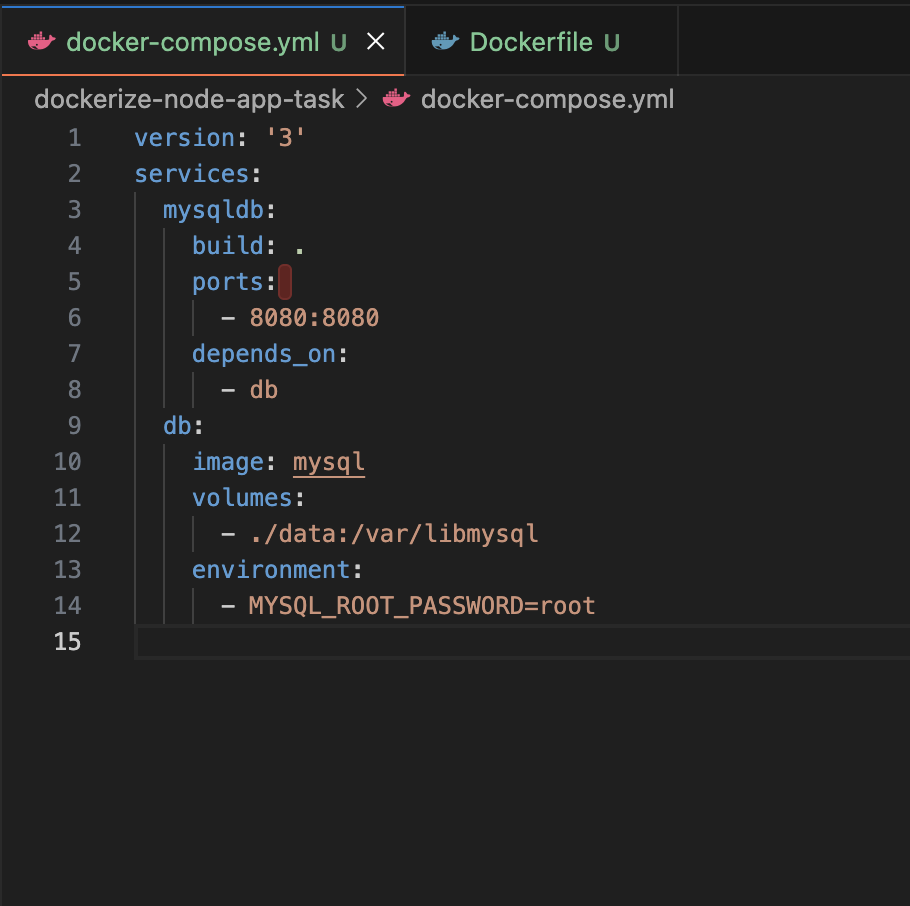 docker-compose.yml U Dockerfile U
dockerize-node-app-task > docker-compose.yml
1 version: '3'
2 services:
3 mysqldb:
4 build: .
5 ports:
6 - 8080:8080
7 depends_on:
8 - db
9 db:
10 image: mysql
11 volumes:
12 - ./data:/var/libmysql
13 environment:
14 - MYSQL_ROOT_PASSWORD=root
15